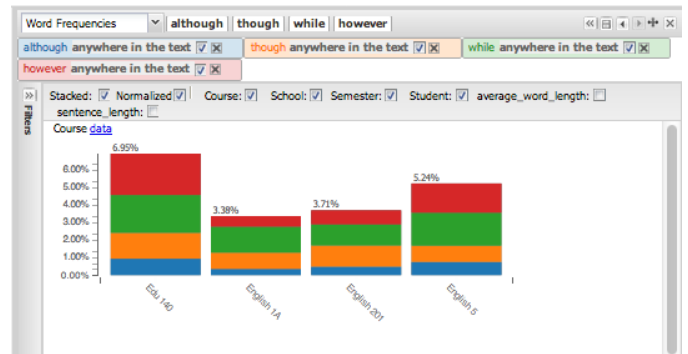 Word Frequencies although though while however
although anywhere in the text though anywhere in the text while anywhere in the text
however anywhere in the text
Filters
Stacked: Normalized Course: School: Semester: Student: average_word_length:
sentence_length:
Course data
6.95%
5.24%
3.71%
3.38%
6.00%
5.00%
4.00%
3.00%
2.00%
1.00%
0.00%
Edu 140 English 1A English 201 English 5